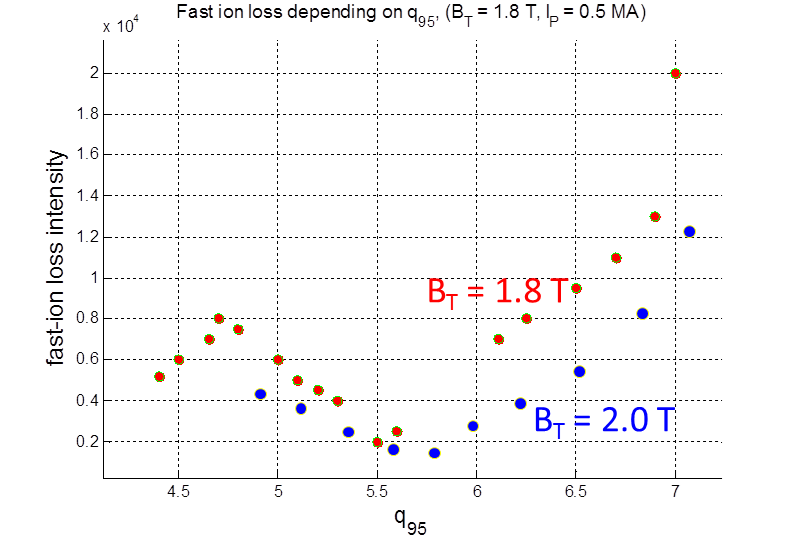 Fast ion loss depending on q95, (BT = 1.8 T, IP = 0.5 MA)
x 10^4
2
1.8
1.6
1.4
1.2
1
0.8
0.6
0.4
0.2
fast-ion loss intensity
BT = 1.8 T
BT = 2.0 T
4.5 5 5.5 6 6.5 7
q95